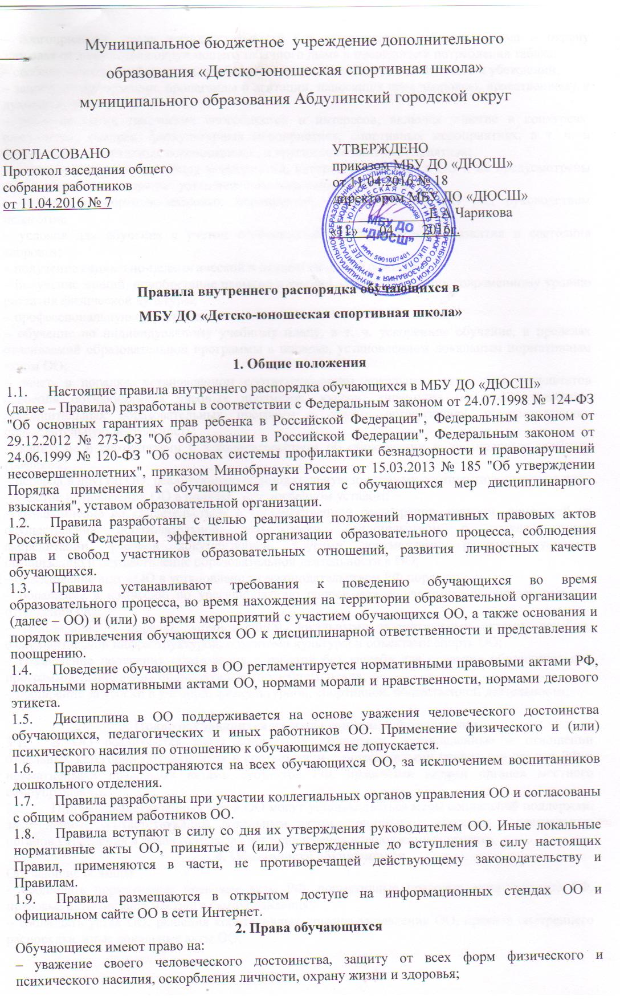 Муниципальное бюджетное учреждение дополнительного
образования «Детско-юношеская спортивная школа»
муниципального образования Абдулинский городской округ
СОГЛАСОВАНО
Протокол заседания общего
собрания работников
от 11.04.2016 № 7
УТВЕРЖДЕНО
приказом МБУ ДО «ДЮСШ»
от 11.04.2016 № 18
директором МБУ ДО «ДЮСШ»
Е.А.Чарикова
«11» 04 2016г.
МБУ ДО
"ДЮСШ"
ИНН 5601007401
Правила внутреннего распорядка обучающихся в
МБУ ДО «Детско-юношеская спортивная школа»
1. Общие положения
1.1. Настоящие правила внутреннего распорядка обучающихся в МБУ ДО «ДЮСШ»
(далее – Правила) разработаны в соответствии с Федеральным законом от 24.07.1998 № 124-ФЗ
"Об основных гарантиях прав ребенка в Российской Федерации", Федеральным законом от
29.12.2012 № 273-ФЗ "Об образовании в Российской Федерации", Федеральным законом от
24.06.1999 № 120-ФЗ "Об основах системы профилактики безнадзорности и правонарушений
несовершеннолетних", приказом Минобрнауки России от 15.03.2013 № 185 "Об утверждении
Порядка применения к обучающимся и снятия с обучающихся мер дисциплинарного
взыскания", уставом образовательной организации.
1.2. Правила разработаны с целью реализации положений нормативных правовых актов
Российской Федерации, эффективной организации образовательного процесса, соблюдения
прав и свобод участников образовательных отношений, развития личностных качеств
обучающихся.
1.3. Правила устанавливают требования к поведению обучающихся во время
образовательного процесса, во время нахождения на территории образовательной организации
(далее – ОО) и (или) во время мероприятий с участием обучающихся ОО, а также основания и
порядок привлечения обучающихся ОО к дисциплинарной ответственности и представления к
поощрению.
1.4. Поведение обучающихся в ОО регламентируется нормативными правовыми актами РФ,
локальными нормативными актами ОО, нормами морали и нравственности, нормами делового
этикета.
1.5. Дисциплина в ОО поддерживается на основе уважения человеческого достоинства
обучающихся, педагогических и иных работников ОО. Применение физического и (или)
психического насилия по отношению к обучающимся не допускается.
1.6. Правила распространяются на всех обучающихся ОО, за исключением воспитанников
дошкольного отделения.
1.7. Правила разработаны при участии коллегиальных органов управления ОО и согласованы
с общим собранием работников ОО.
1.8. Правила вступают в силу со дня их утверждения руководителем ОО. Иные локальные
нормативные акты ОО, принятые и (или) утвержденные до вступления в силу настоящих
Правил, применяются в части, не противоречащей действующему законодательству и
Правилам.
1.9. Правила размещаются в открытом доступе на информационных стендах ОО и
официальном сайте ОО в сети Интернет.
2. Права обучающихся
Обучающиеся имеют право на:
– уважение своего человеческого достоинства, защиту от всех форм физического и
психического насилия, оскорбления личности, охрану жизни и здоровья;